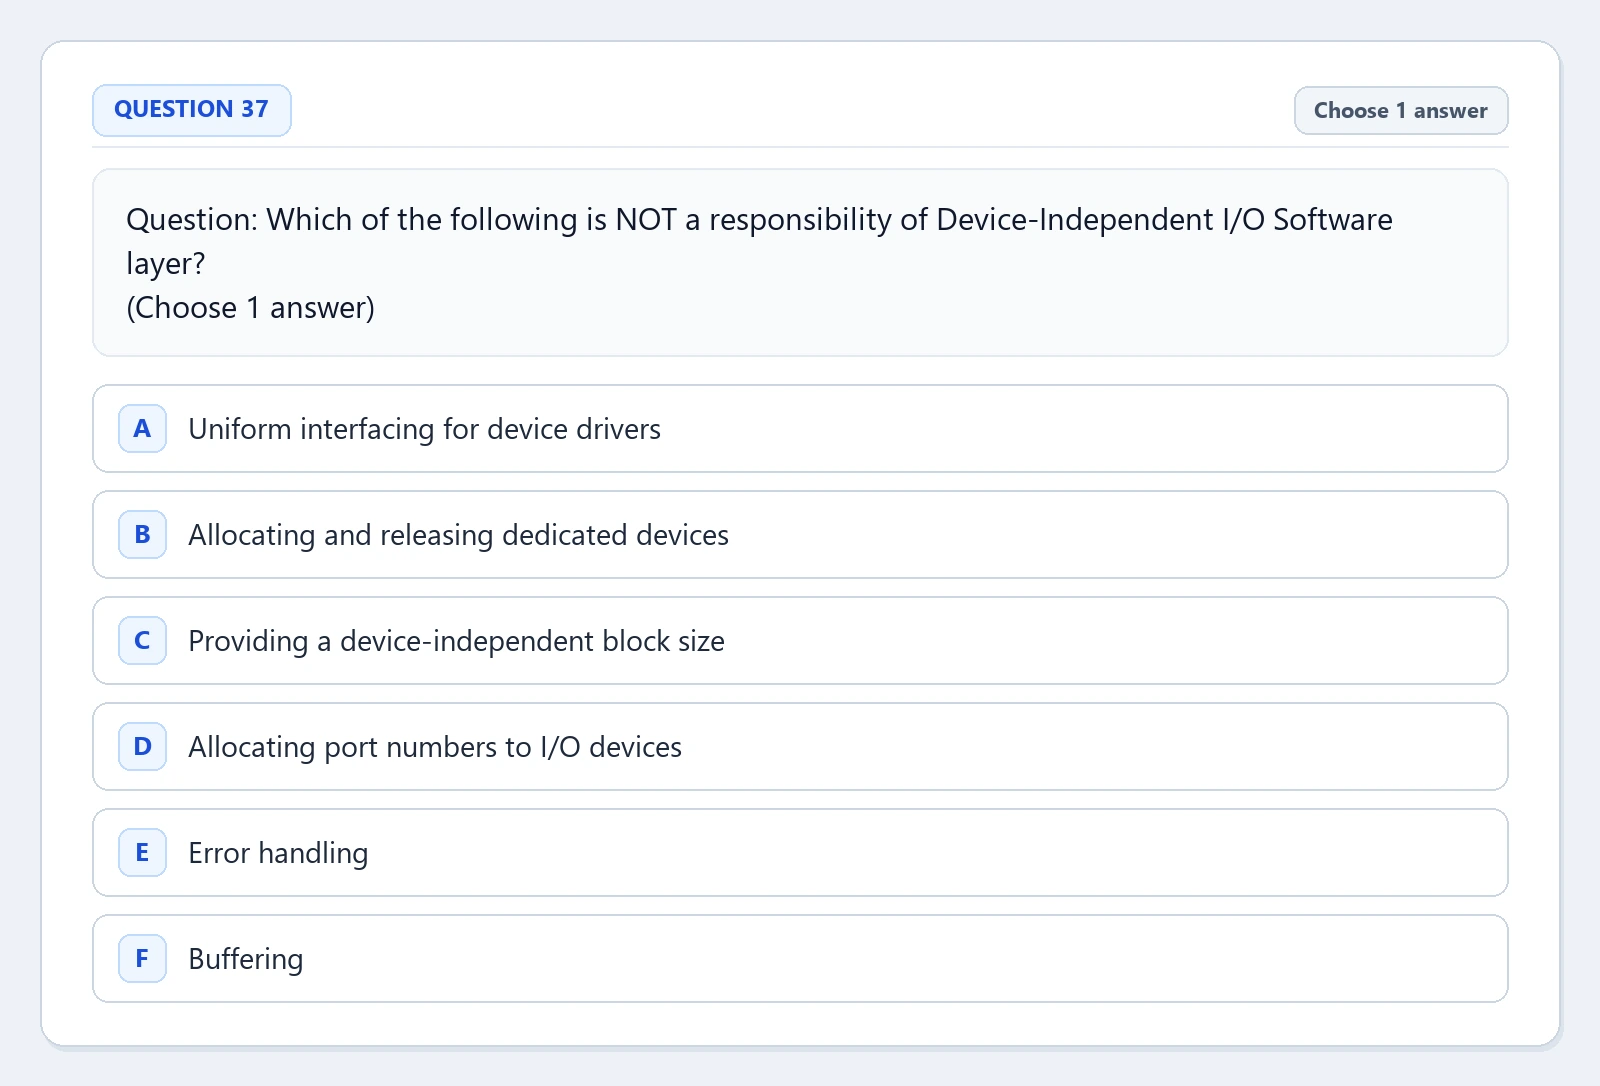 QUESTION 37
Choose 1 answer
Question: Which of the following is NOT a responsibility of Device-Independent I/O Software
layer?
(Choose 1 answer)
A Uniform interfacing for device drivers
B Allocating and releasing dedicated devices
C Providing a device-independent block size
D Allocating port numbers to I/O devices
E Error handling
F Buffering